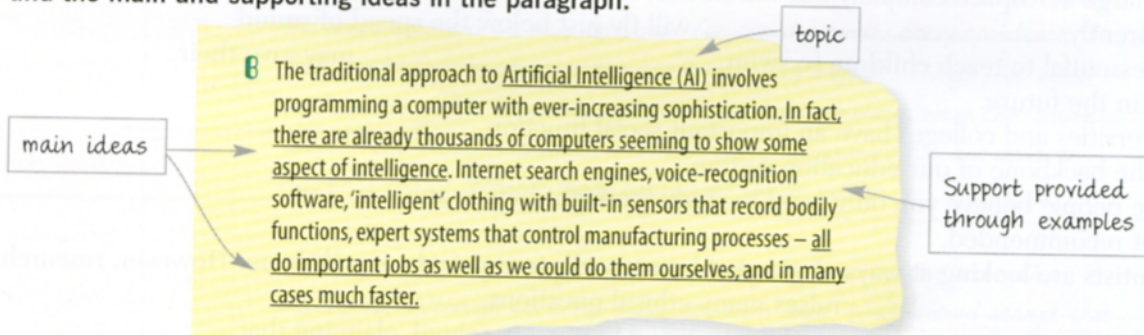 and the main and supporting ideas in the paragraph.
topic
B The traditional approach to Artificial Intelligence (AI) involves
programming a computer with ever-increasing sophistication. In fact,
there are already thousands of computers seeming to show some
aspect of intelligence. Internet search engines, voice-recognition
software, 'intelligent' clothing with built-in sensors that record bodily
functions, expert systems that control manufacturing processes – all
do important jobs as well as we could do them ourselves, and in many
cases much faster.
main ideas
Support provided
through examples